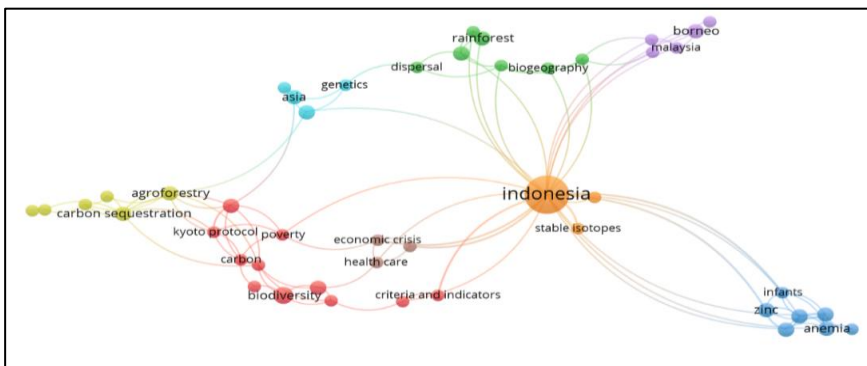 rainforest
borneo
malaysia
dispersal
biogeography
genetics
asia
indonesia
agroforestry
carbon sequestration
stable isotopes
kyoto protocol
poverty
economic crisis
carbon
health care
biodiversity
criteria and indicators
infants
zinc
anemia